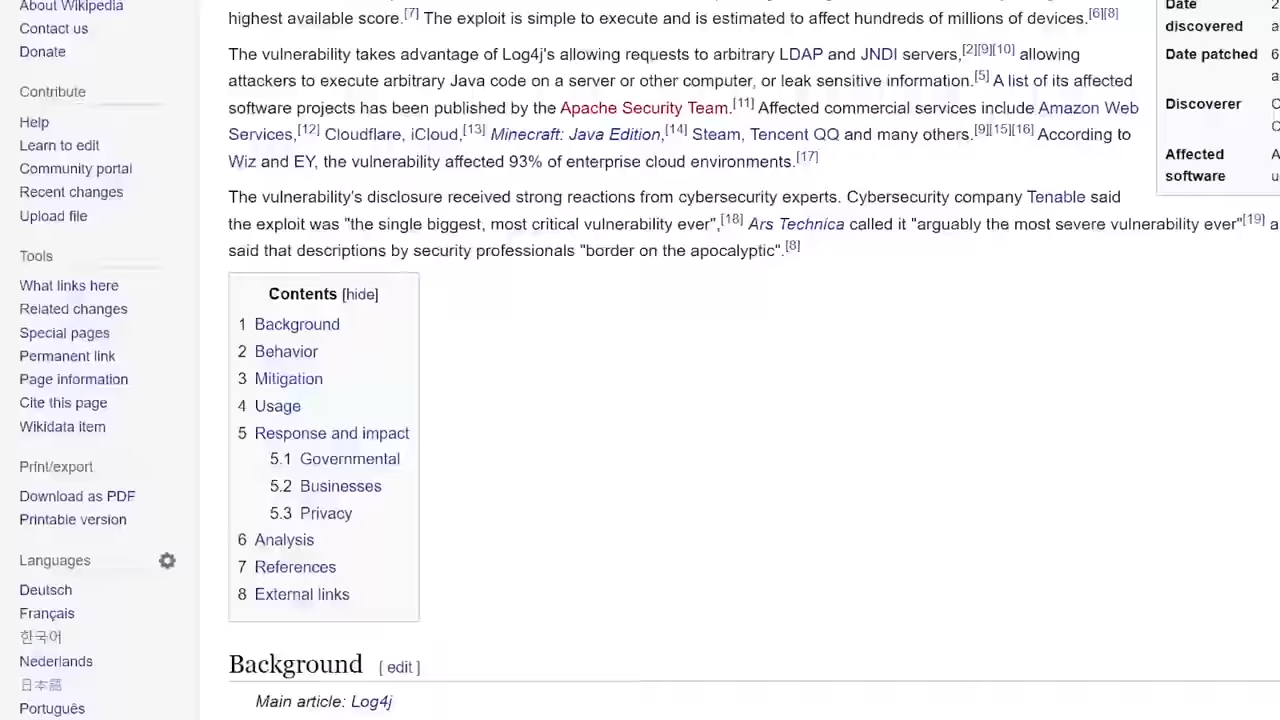 About Wikipedia
Contact us
Donate
Contribute
Help
Learn to edit
Community portal
Recent changes
Upload file
Tools
What links here
Related changes
Special pages
Permanent link
Page information
Cite this page
Wikidata item
Print/export
Download as PDF
Printable version
Languages
Deutsch
Français
한국어
Nederlands
日本語
Português
highest available score.[7] The exploit is simple to execute and is estimated to affect hundreds of millions of devices.[6][8]
The vulnerability takes advantage of Log4j's allowing requests to arbitrary LDAP and JNDI servers,[2][9][10] allowing
attackers to execute arbitrary Java code on a server or other computer, or leak sensitive information.[5] A list of its affected
software projects has been published by the Apache Security Team.[11] Affected commercial services include Amazon Web
Services,[12] Cloudflare, iCloud,[13] Minecraft: Java Edition,[14] Steam, Tencent QQ and many others.[9][15][16] According to
Wiz and EY, the vulnerability affected 93% of enterprise cloud environments.[17]
The vulnerability's disclosure received strong reactions from cybersecurity experts. Cybersecurity company Tenable said
the exploit was "the single biggest, most critical vulnerability ever",[18] Ars Technica called it "arguably the most severe vulnerability ever"[19] a
said that descriptions by security professionals "border on the apocalyptic".[8]
Contents [hide]
1 Background
2 Behavior
3 Mitigation
4 Usage
5 Response and impact
5.1 Governmental
5.2 Businesses
5.3 Privacy
6 Analysis
7 References
8 External links
Background [ edit ]
Main article: Log4j
Date 2
discovered a
Date patched 6
a
Discoverer C
C
Affected A
software u